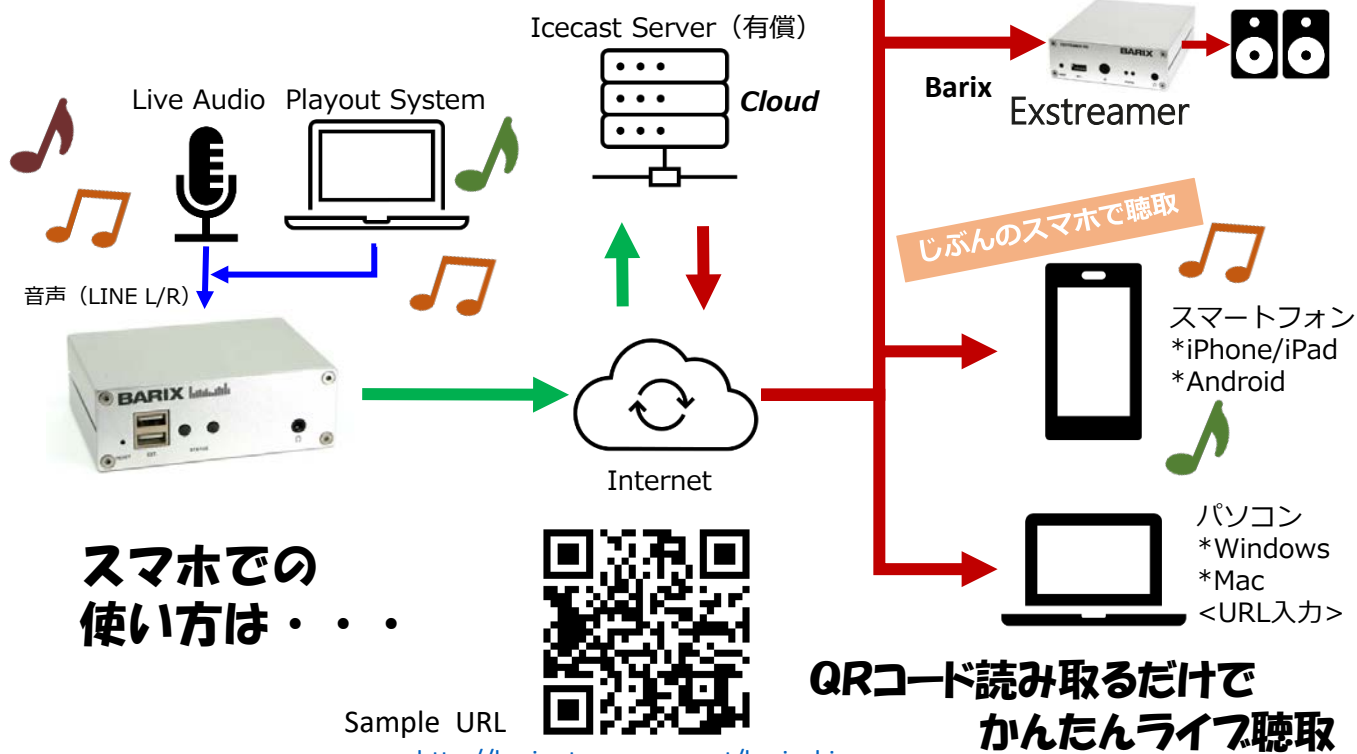 Icecast Server（有償）
Cloud
Live Audio
Playout System
音声（LINE L/R）
BARIX
RESET
STATUS
Internet
BARIX
Barix
Exstreamer
じぶんのスマホで聴取
スマートフォン
*iPhone/iPad
*Android
パソコン
*Windows
*Mac
<URL入力>
スマホでの
使い方は・・・
QRコード読み取るだけで
かんたんライブ聴取
Sample URL